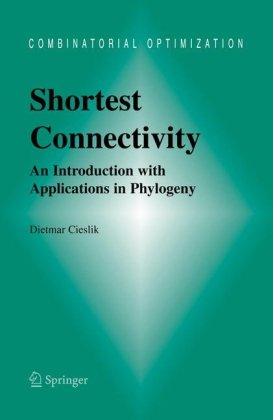 COMBINATORIAL OPTIMIZATION
Shortest
Connectivity
An Introduction with
Applications in Phylogeny
Dietmar Cieslik
Springer